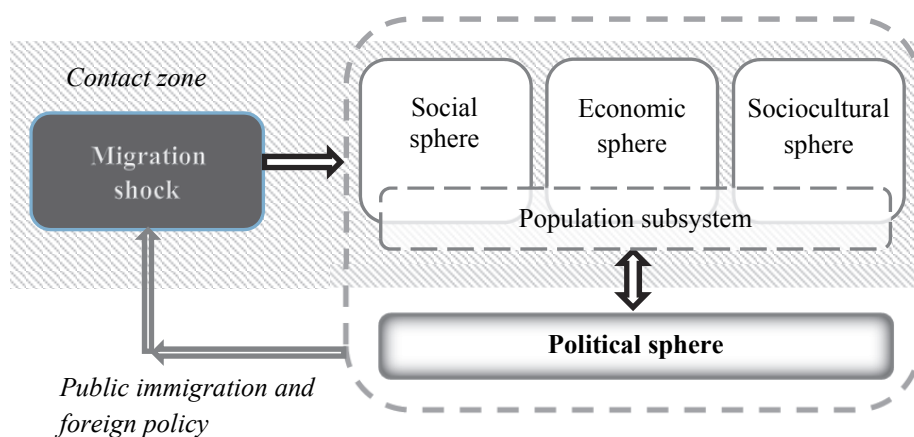 Contact zone
Migration
shock
Social
sphere
Economic
sphere
Sociocultural
sphere
Population subsystem
Political sphere
Public immigration and
foreign policy